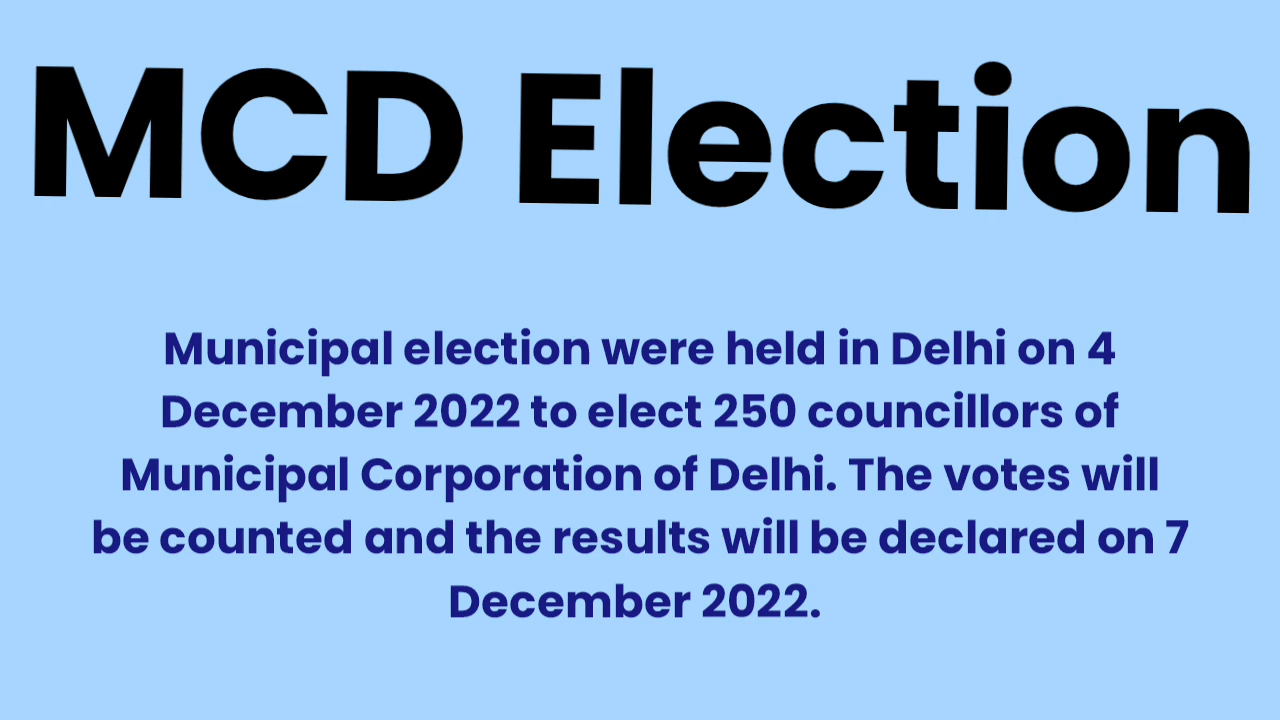 MCD Election
Municipal election were held in Delhi on 4
December 2022 to elect 250 councillors of
Municipal Corporation of Delhi. The votes will
be counted and the results will be declared on 7
December 2022.